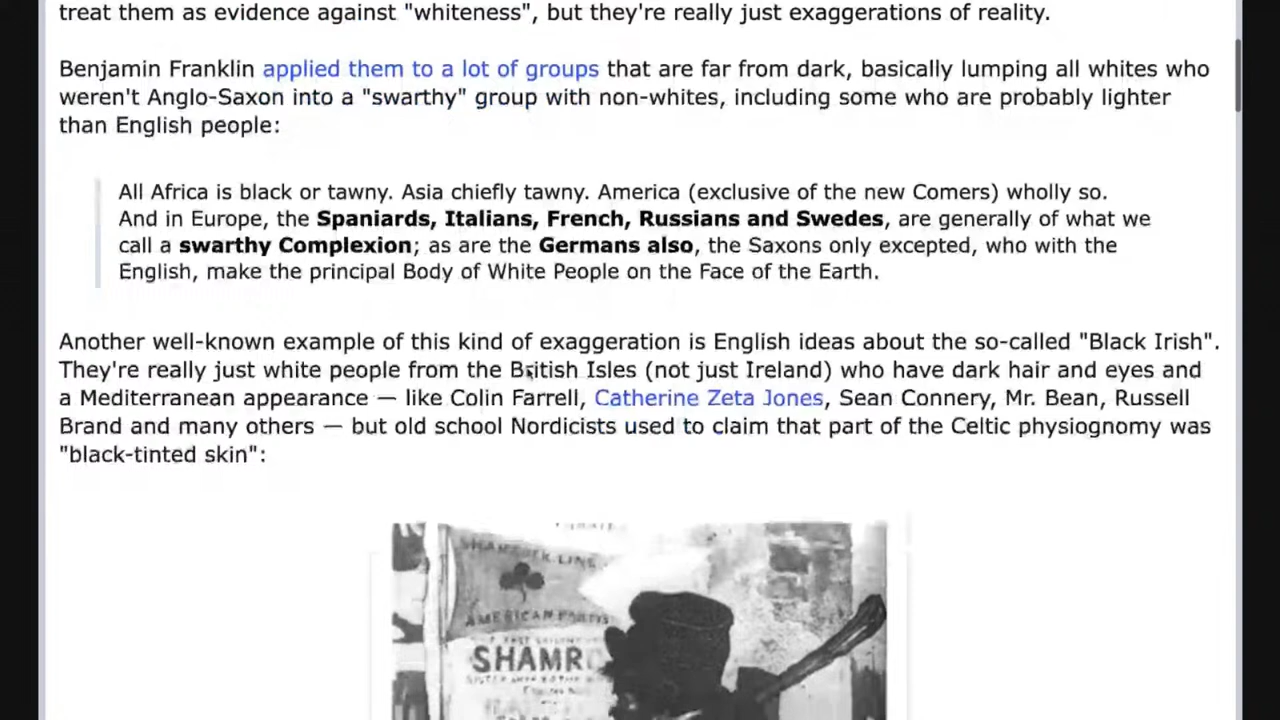 treat them as evidence against "whiteness", but they're really just exaggerations of reality.
Benjamin Franklin applied them to a lot of groups that are far from dark, basically lumping all whites who
weren't Anglo-Saxon into a "swarthy" group with non-whites, including some who are probably lighter
than English people:
All Africa is black or tawny. Asia chiefly tawny. America (exclusive of the new Comers) wholly so.
And in Europe, the Spaniards, Italians, French, Russians and Swedes, are generally of what we
call a swarthy Complexion; as are the Germans also, the Saxons only excepted, who with the
English, make the principal Body of White People on the Face of the Earth.
Another well-known example of this kind of exaggeration is English ideas about the so-called "Black Irish".
They're really just white people from the British Isles (not just Ireland) who have dark hair and eyes and
a Mediterranean appearance — like Colin Farrell, Catherine Zeta Jones, Sean Connery, Mr. Bean, Russell
Brand and many others — but old school Nordicists used to claim that part of the Celtic physiognomy was
"black-tinted skin":
LINE
AMERICAN
SHAMR